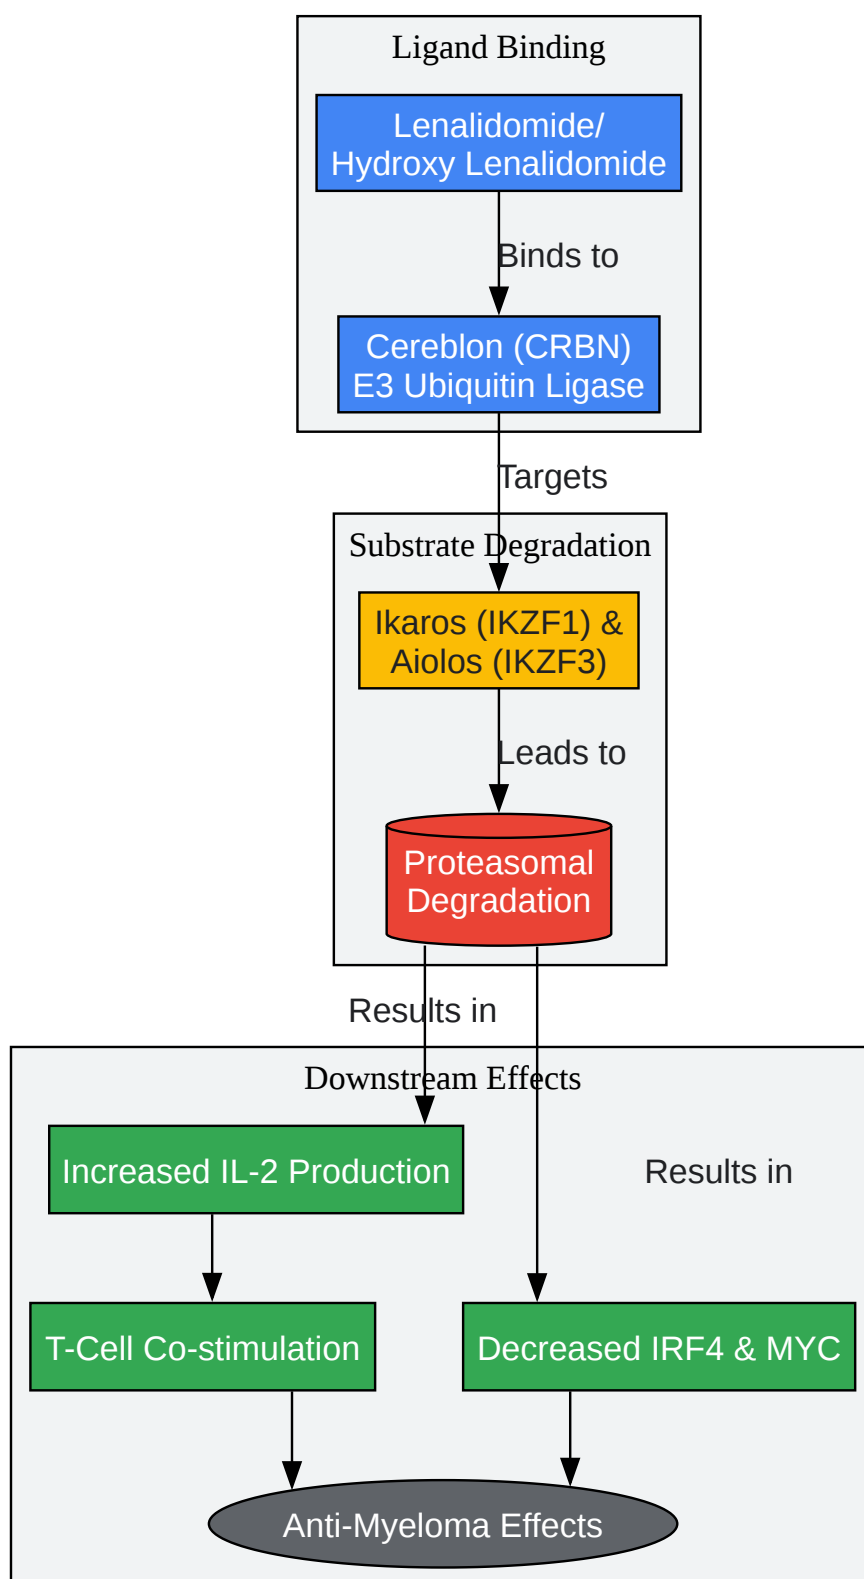 Ligand Binding
Lenalidomide/
Hydroxy Lenalidomide
Binds to
Cereblon (CRBN)
E3 Ubiquitin Ligase
Targets
Substrate Degradation
Ikaros (IKZF1) &
Aiolos (IKZF3)
Leads to
Proteasomal
Degradation
Results in
Downstream Effects
Increased IL-2 Production
Results in
T-Cell Co-stimulation
Decreased IRF4 & MYC
Anti-Myeloma Effects